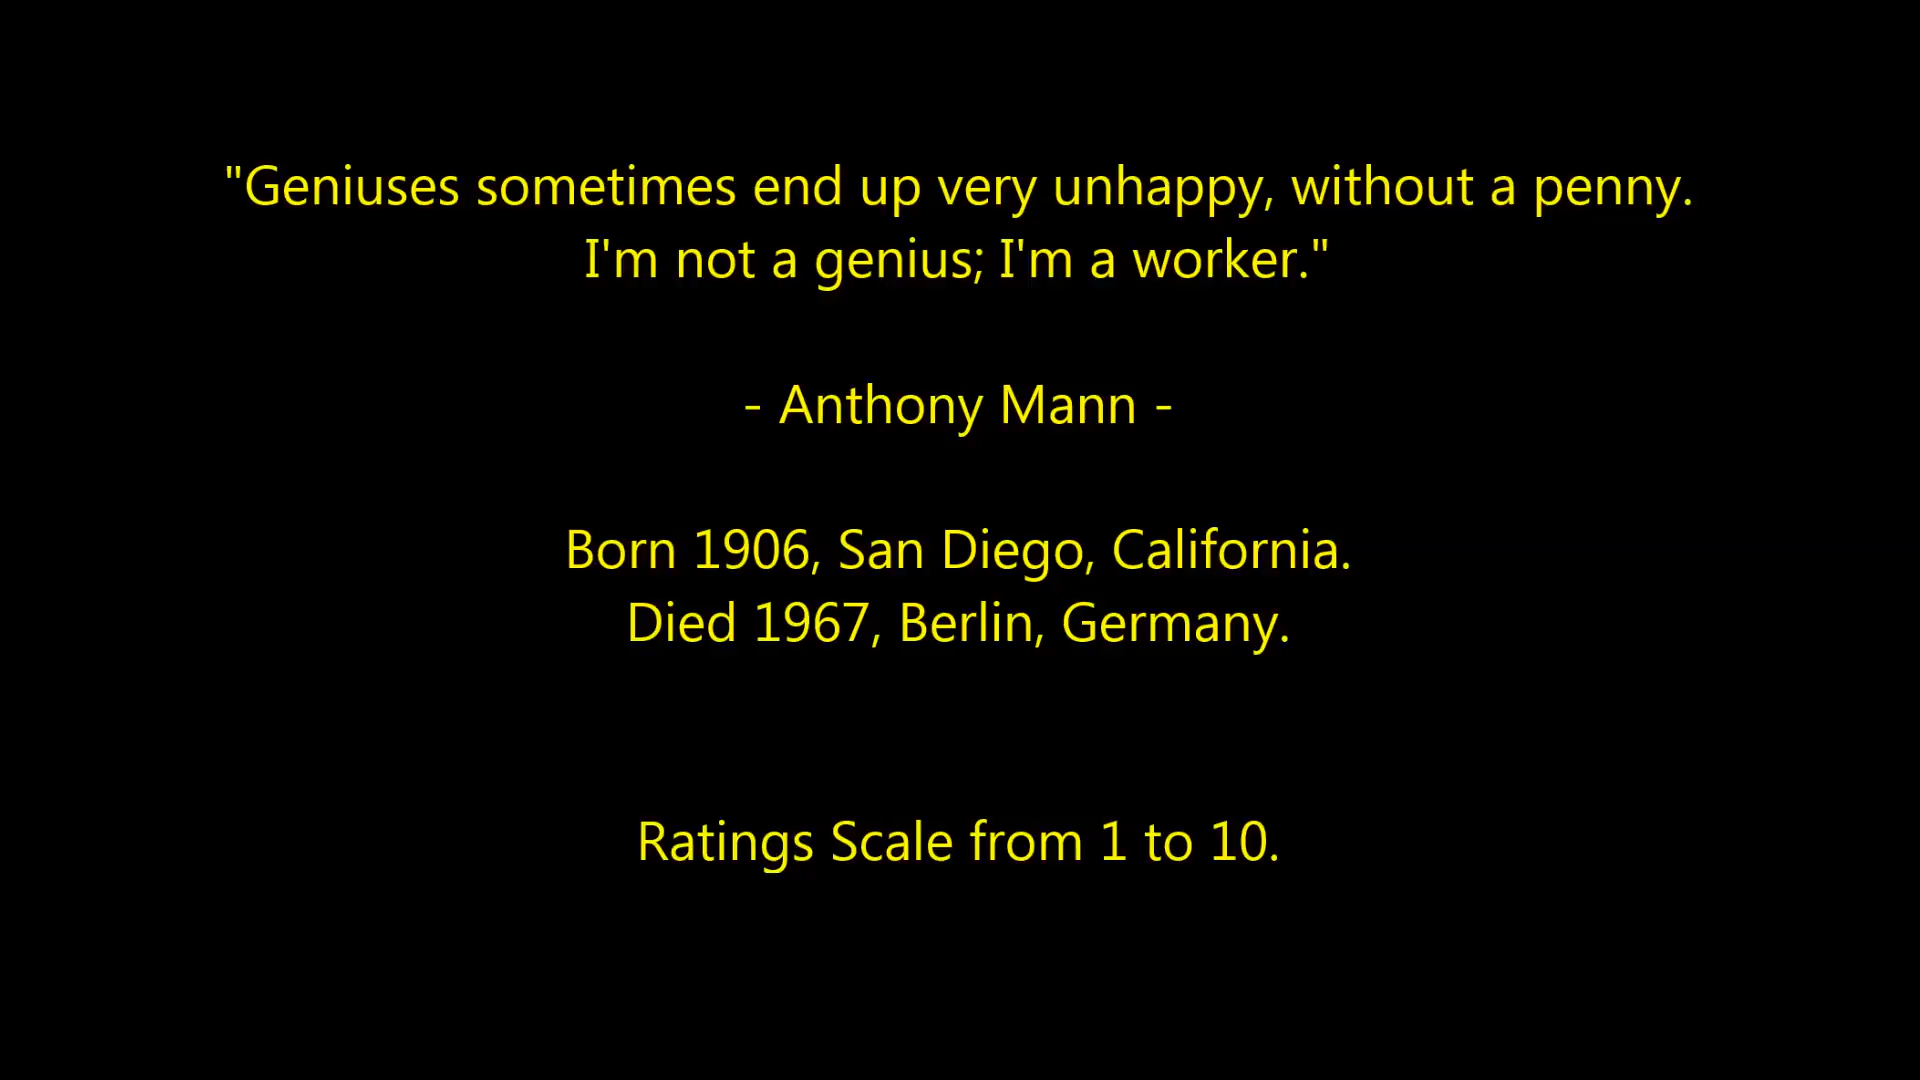 "Geniuses sometimes end up very unhappy, without a penny.
I'm not a genius; I'm a worker."
- Anthony Mann -
Born 1906, San Diego, California.
Died 1967, Berlin, Germany.
Ratings Scale from 1 to 10.